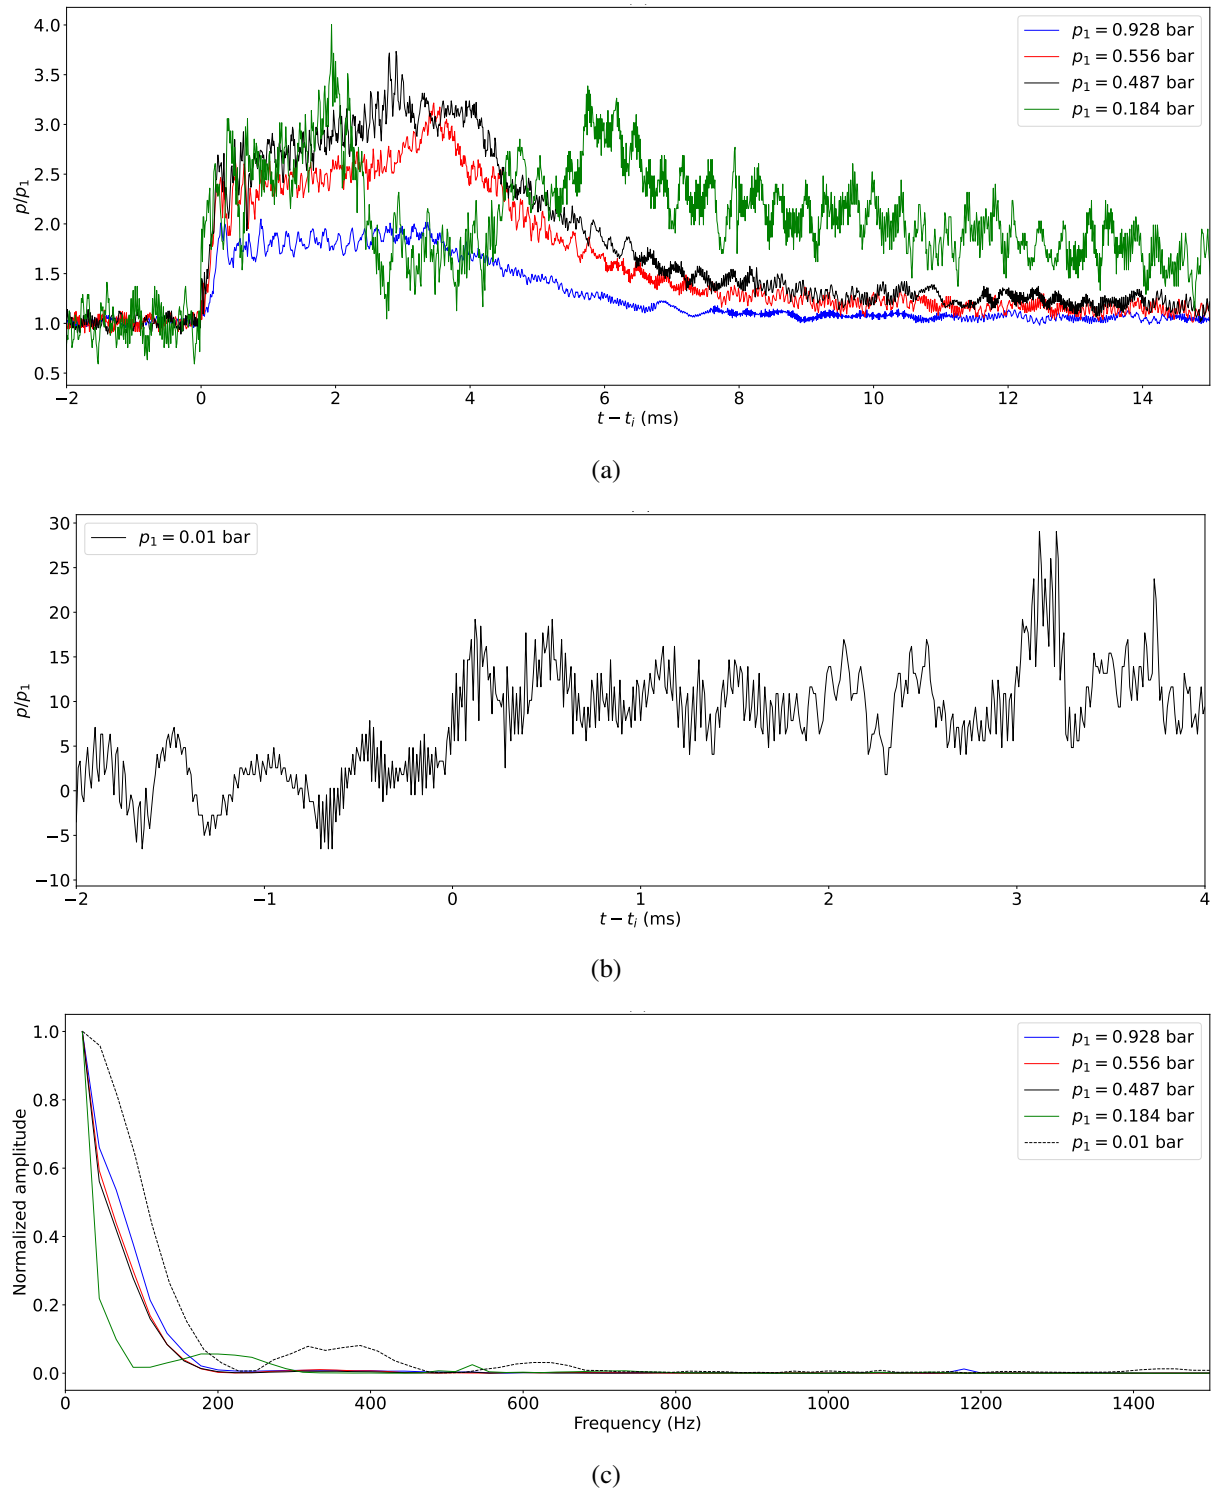 4.0
3.5
3.0
2.5
2.0
1.5
1.0
0.5
p/p₁
p₁ = 0.928 bar
p₁ = 0.556 bar
p₁ = 0.487 bar
p₁ = 0.184 bar
−2 0 2 4 6 8 10 12 14
t − tᵢ (ms)
(a)
30
25
20
15
10
5
0
−5
−10
p/p₁
p₁ = 0.01 bar
−2 −1 0 1 2 3 4
t − tᵢ (ms)
(b)
1.0
0.8
0.6
0.4
0.2
0.0
Normalized amplitude
p₁ = 0.928 bar
p₁ = 0.556 bar
p₁ = 0.487 bar
p₁ = 0.184 bar
p₁ = 0.01 bar
0 200 400 600 800 1000 1200 1400
Frequency (Hz)
(c)